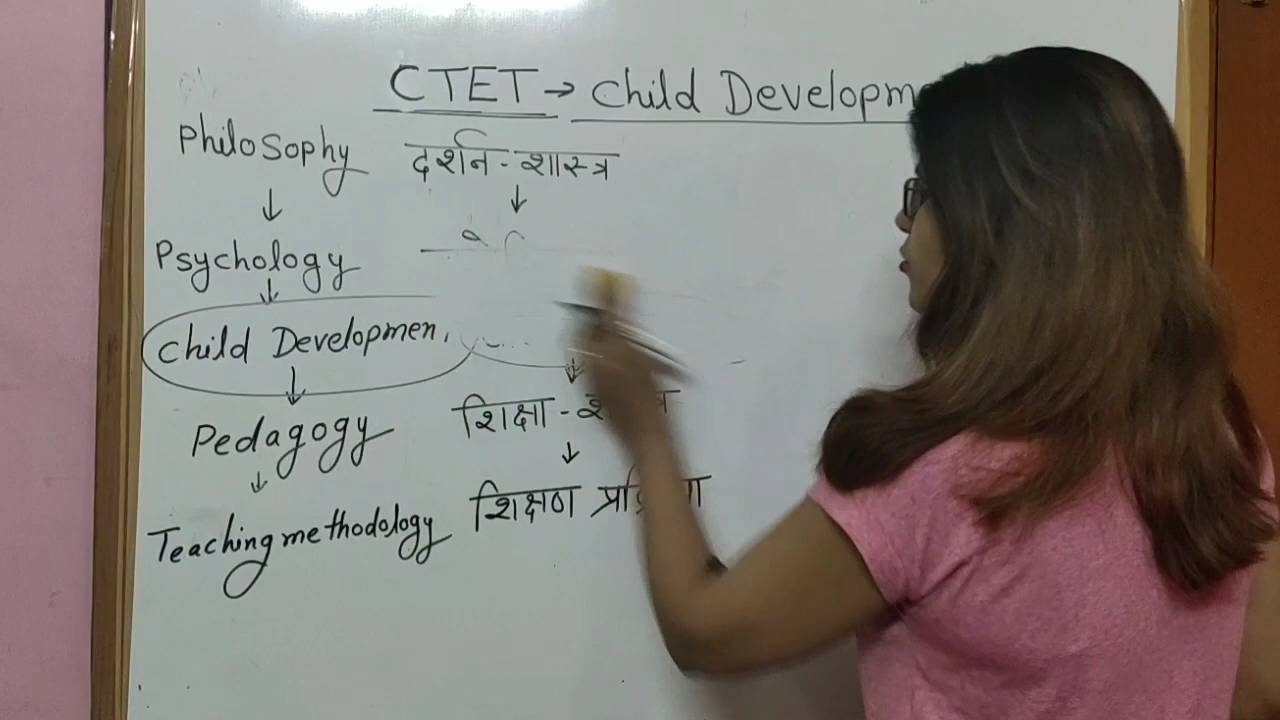 CTET → Child Developm
Philosophy दर्शन-शास्त्र
↓ ↓
Psychology
↓
Child Developmen
↓ ↓
Pedagogy शिक्षा-
↓ ↓
Teaching methodology शिक्षण